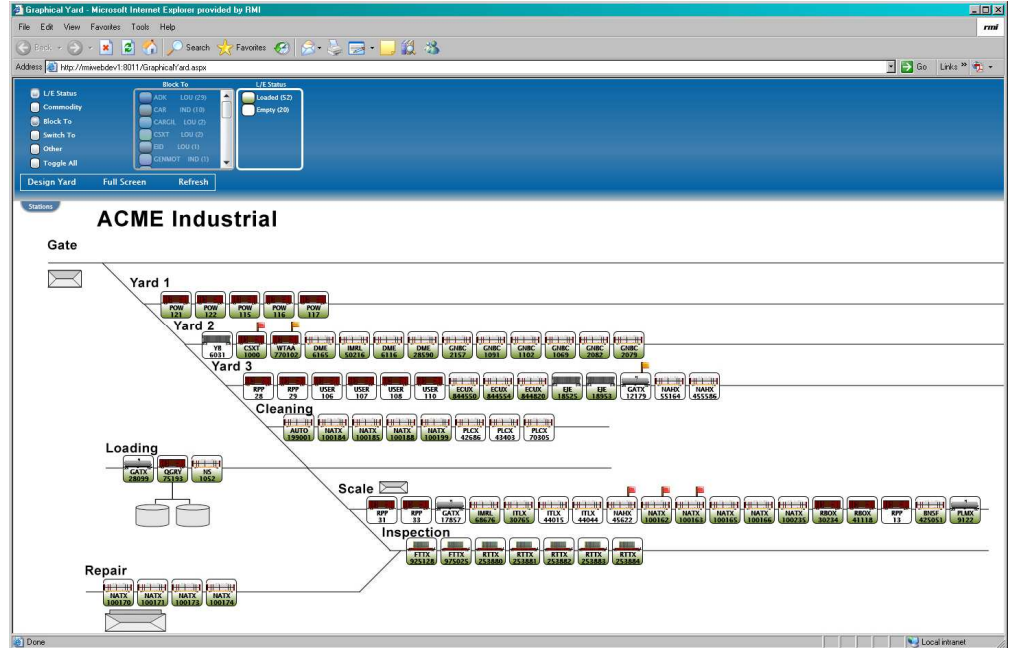 Graphical Yard - Microsoft Internet Explorer provided by RMI
File Edit View Favorites Tools Help
rmi
Back Search Favorites
Address http://rmiwebdev1:8011/GraphicalYard.aspx Go Links »
Block To L/E Status
L/E Status
Commodity
Block To
Switch To
Other
Toggle All
ADK LOU (29)
CAR IND (10)
CARGIL LOU (2)
CSXT LOU (2)
EID LOU (1)
GENMOT IND (1)
Loaded (52)
Empty (20)
Design Yard Full Screen Refresh
Stations
ACME Industrial
Gate
Yard 1
POW 121 POW 122 POW 115 POW 116 POW 117
Yard 2
YB 6031 CSXT 1000 WTAA 770102 DME 6165 IMRL 50216 DME 6116 DME 28590 GNBC 2157 GNBC 1091 GNBC 1102 GNBC 1069 GNBC 2082 GNBC 2079
Yard 3
RPP 28 RPP 29 USER 106 USER 107 USER 108 USER 110 ECUX 844550 ECUX 844554 ECUX 844820 EJE 18525 EJE 18953 GATX 12179 NAHX 55164 NAHX 455586
Cleaning
AUTO 199001 NATX 100184 NATX 100185 NATX 100188 NATX 100199 PLCX 42686 PLCX 43403 PLCX 70305
Loading
GATX 28099 QGRY 75193 NS 1052
Scale
RPP 31 RPP 33 GATX 17857 IMRL 68676 ITLX 30765 ITLX 44015 ITLX 44044 NAHX 45622 NATX 100162 NATX 100163 NATX 100165 NATX 100166 NATX 100235 RBOX 30234 RBOX 41118 RPP 13 BNSF 425051 PLMX 9122
Inspection
FTTX 925128 FTTX 975025 RTTX 253880 RTTX 253881 RTTX 253882 RTTX 253883 RTTX 253884
Repair
NATX 100170 NATX 100171 NATX 100173 NATX 100174
Done Local intranet